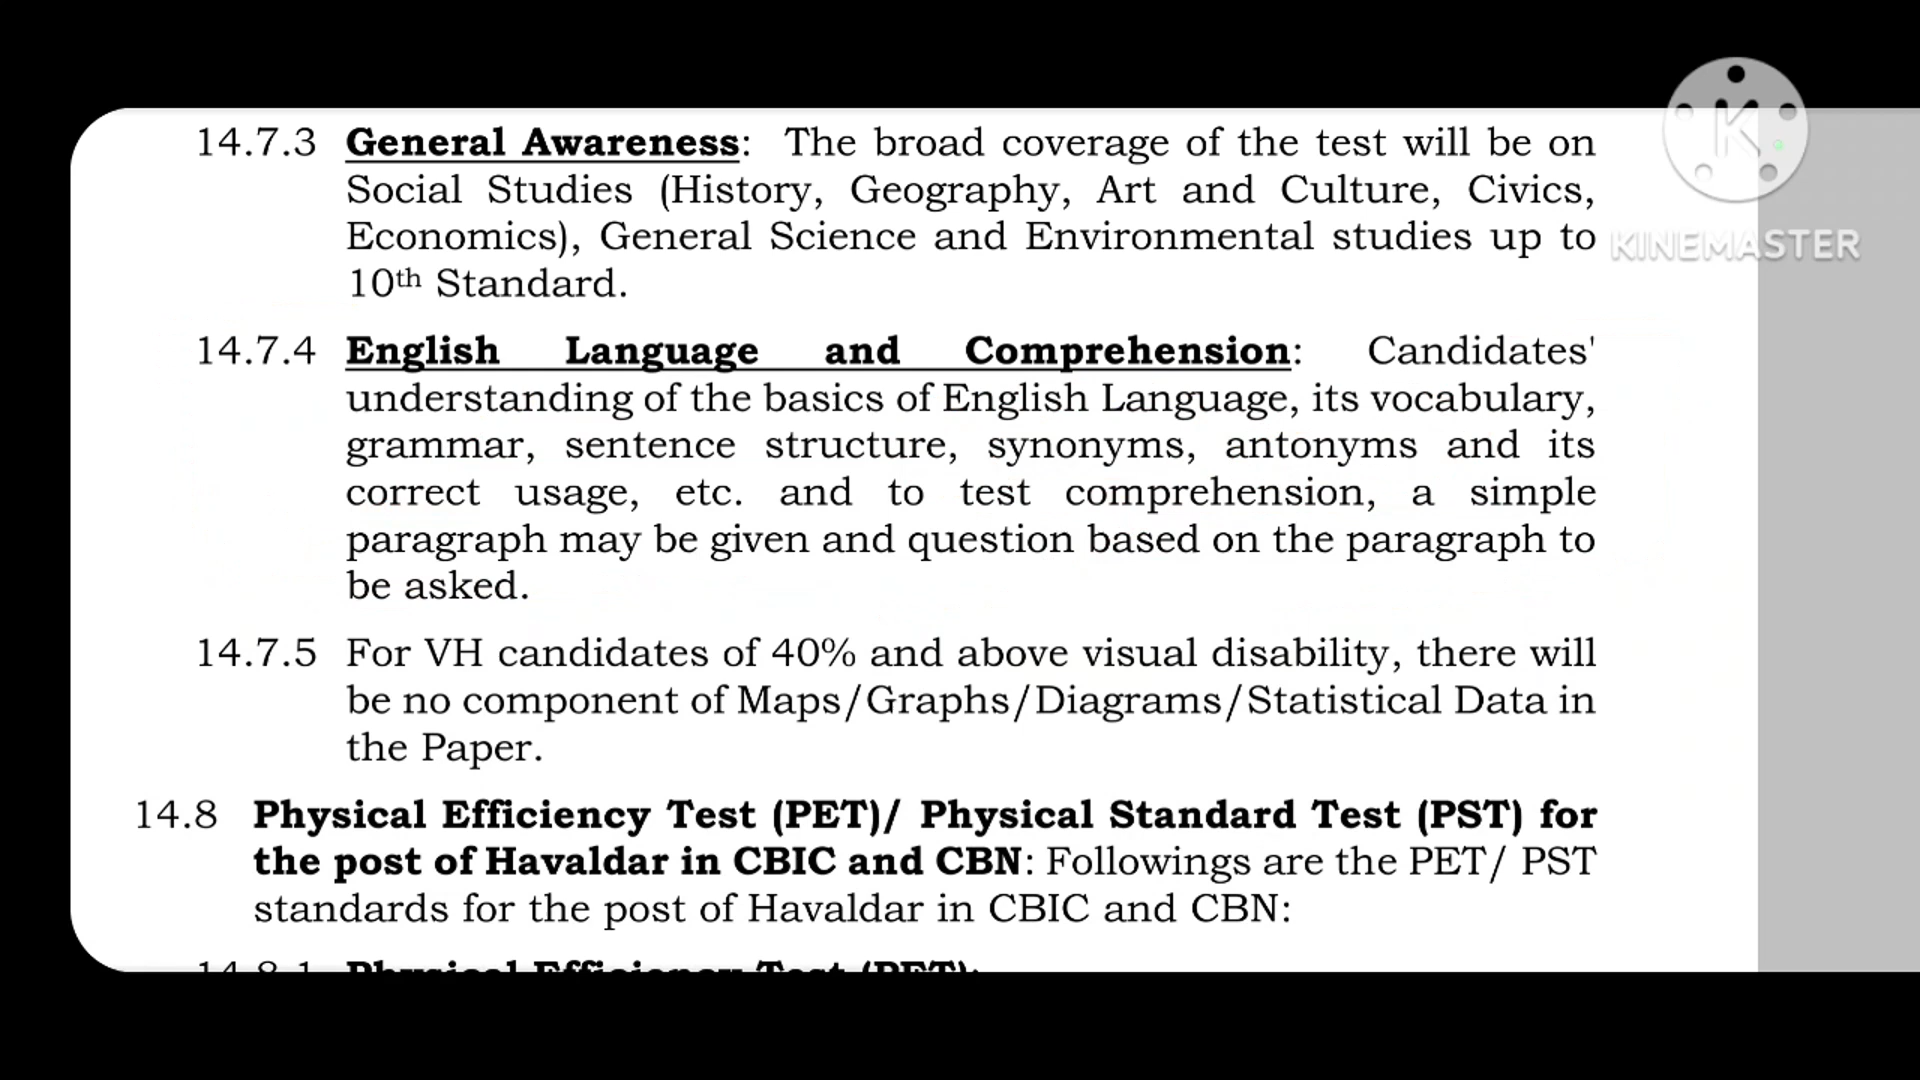 14.7.3 General Awareness: The broad coverage of the test will be on
Social Studies (History, Geography, Art and Culture, Civics,
Economics), General Science and Environmental studies up to
10th Standard.
14.7.4 English Language and Comprehension: Candidates'
understanding of the basics of English Language, its vocabulary,
grammar, sentence structure, synonyms, antonyms and its
correct usage, etc. and to test comprehension, a simple
paragraph may be given and question based on the paragraph to
be asked.
14.7.5 For VH candidates of 40% and above visual disability, there will
be no component of Maps/Graphs/Diagrams/Statistical Data in
the Paper.
14.8 Physical Efficiency Test (PET)/ Physical Standard Test (PST) for
the post of Havaldar in CBIC and CBN: Followings are the PET/ PST
standards for the post of Havaldar in CBIC and CBN:
14.8.1 Physical Efficiency Test (PET):
K
KINEMASTER